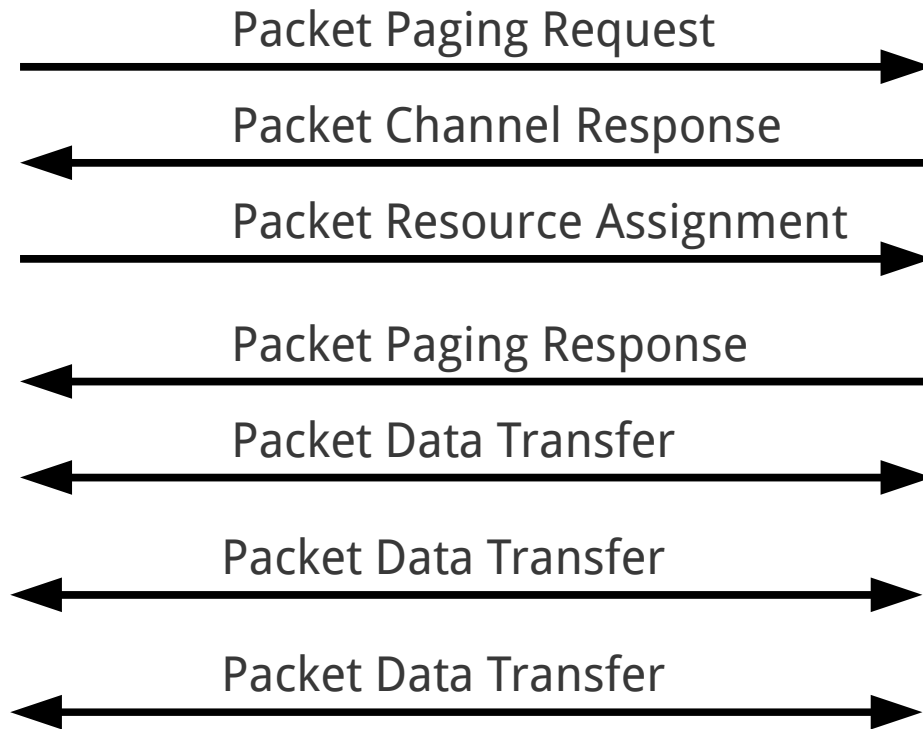 Packet Paging Request
Packet Channel Response
Packet Resource Assignment
Packet Paging Response
Packet Data Transfer
Packet Data Transfer
Packet Data Transfer